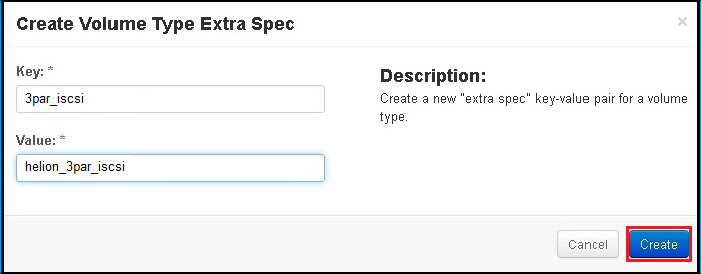 Create Volume Type Extra Spec
×
Key: *
3par_iscsi
Value: *
helion_3par_iscsi
Description:
Create a new "extra spec" key-value pair for a volume
type.
Cancel
Create